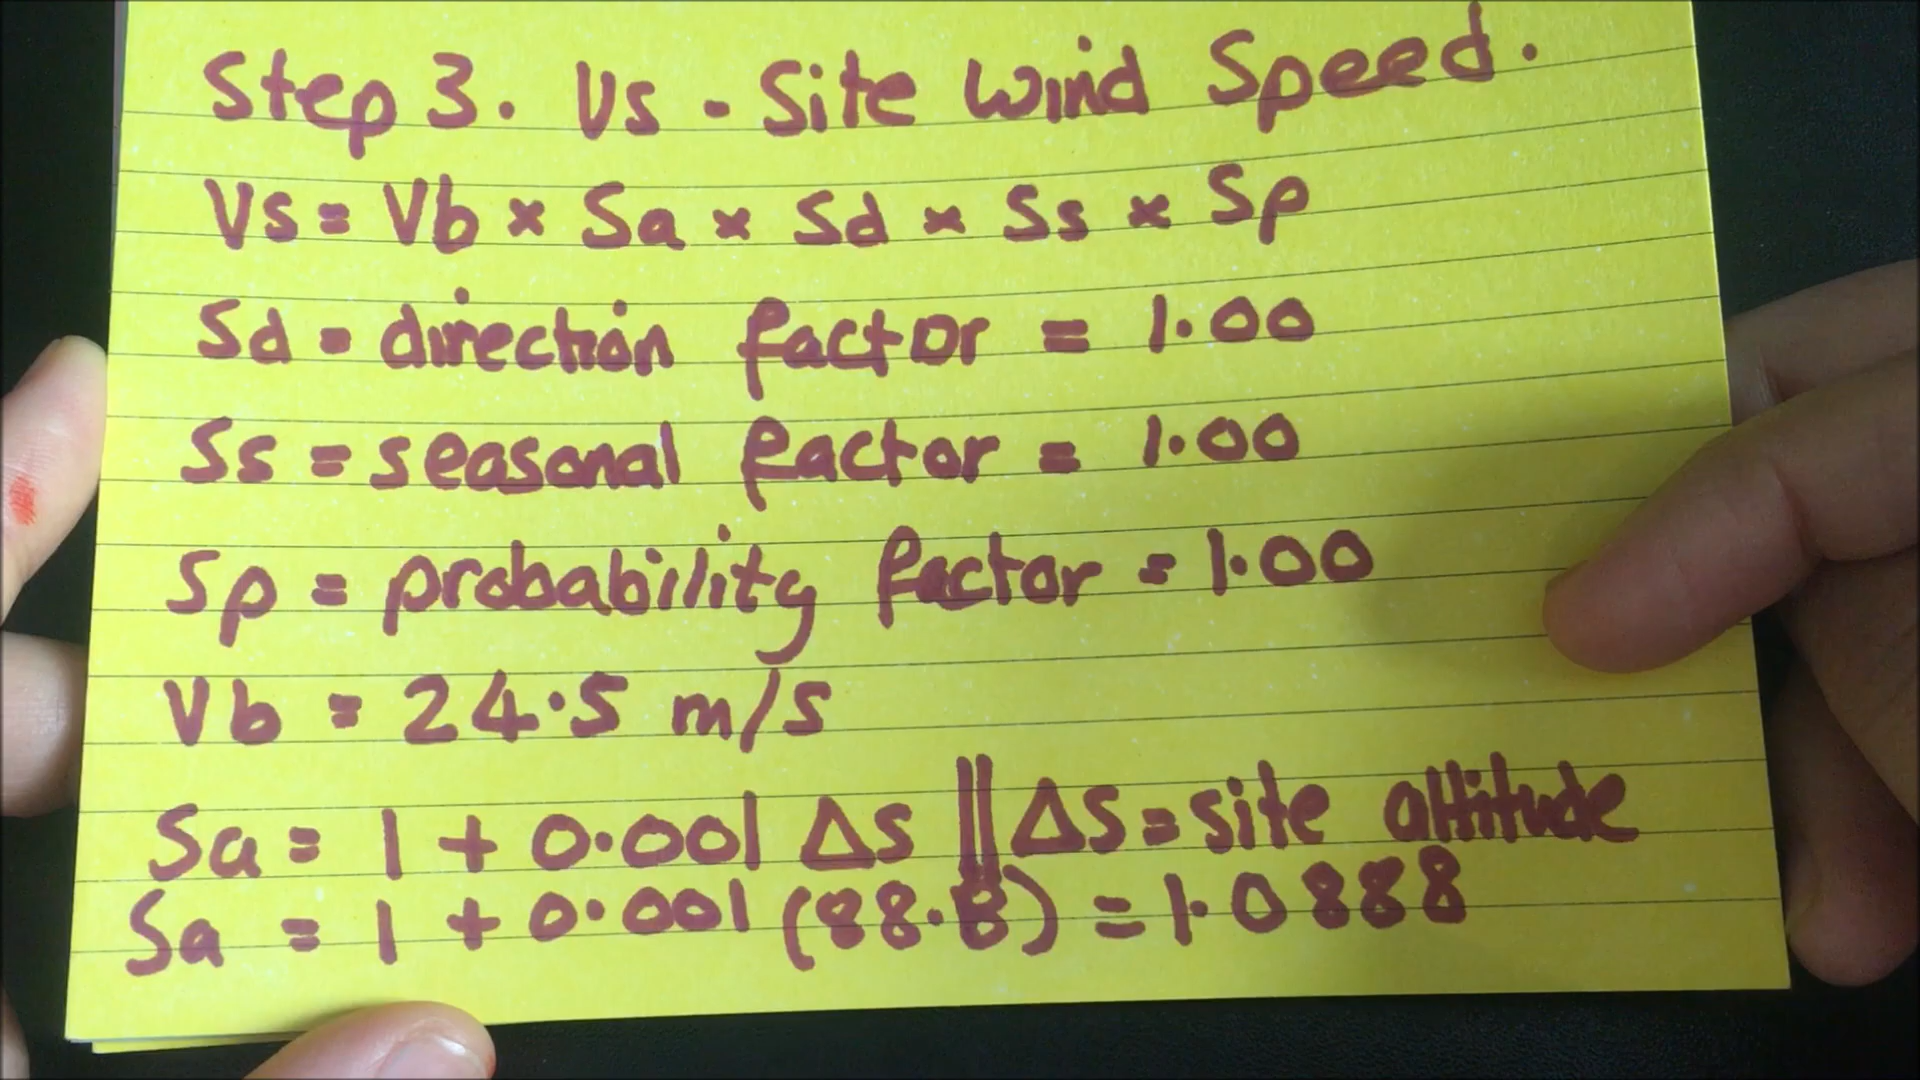 Step 3. Vs - Site Wind Speed.
Vs = Vb × Sa × Sd × Ss × Sp
Sd = direction factor = 1.00
Ss = seasonal factor = 1.00
Sp = probability factor = 1.00
Vb = 24.5 m/s
Sa = 1 + 0.001 Δs || Δs = site altitude
Sa = 1 + 0.001 (88.8) = 1.0888